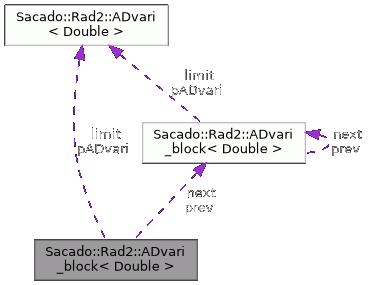 Sacado::Rad2::ADvari
< Double >
limit
pADvari
Sacado::Rad2::ADvari
_block< Double >
next
prev
limit
pADvari
next
prev
Sacado::Rad2::ADvari
_block< Double >